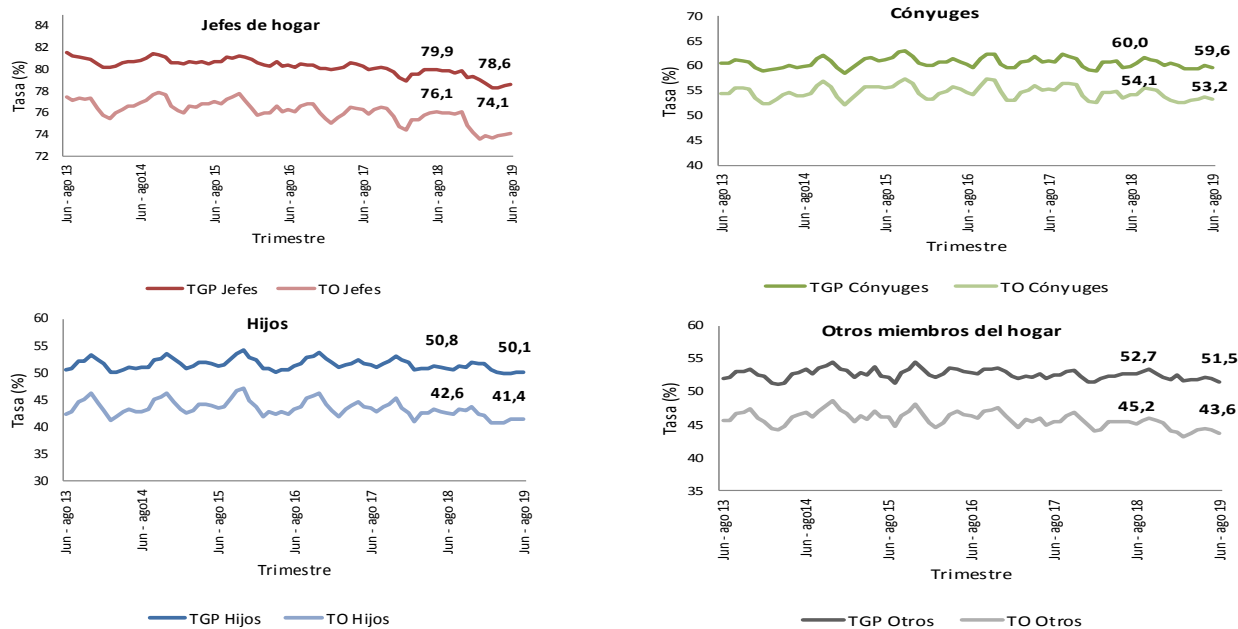 Jefes de hogar
Tasa (%)
84
82
80
78
76
74
72
79,9
78,6
76,1
74,1
Jun - ago 13
Jun - ago14
Jun - ago 15
Jun - ago 16
Jun - ago 17
Jun - ago 18
Jun - ago 19
Trimestre
TGP Jefes
TO Jefes
Cónyuges
Tasa (%)
70
65
60
55
50
45
40
60,0
59,6
54,1
53,2
Jun - ago 13
Jun - ago14
Jun - ago 15
Jun - ago 16
Jun - ago 17
Jun - ago 18
Jun - ago 19
Trimestre
TGP Cónyuges
TO Cónyuges
Hijos
Tasa (%)
60
55
50
45
40
35
30
50,8
50,1
42,6
41,4
Jun - ago 13
Jun - ago14
Jun - ago 15
Jun - ago 16
Jun - ago 17
Jun - ago 18
Jun - ago 19
Trimestre
TGP Hijos
TO Hijos
Otros miembros del hogar
Tasa (%)
60
55
50
45
40
35
52,7
51,5
45,2
43,6
Jun - ago 13
Jun - ago14
Jun - ago 15
Jun - ago 16
Jun - ago 17
Jun - ago 18
Jun - ago 19
Trimestre
TGP Otros
TO Otros